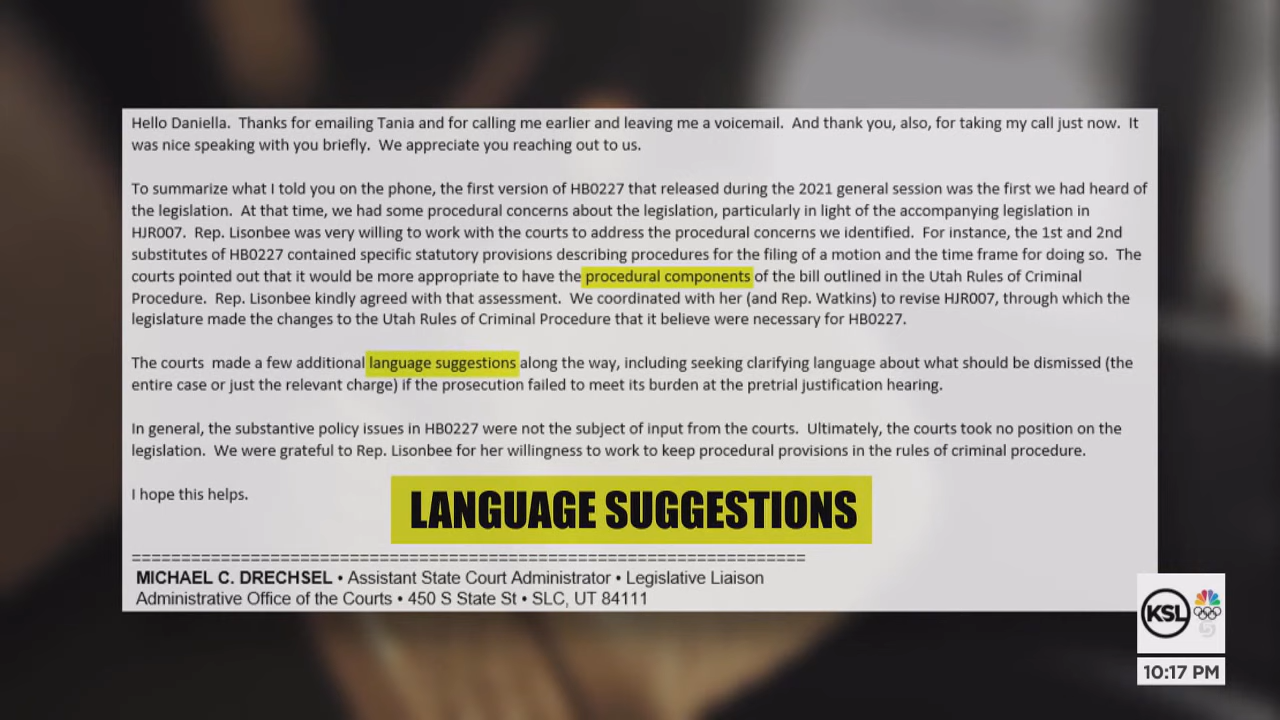 Hello Daniella.  Thanks for emailing Tania and for calling me earlier and leaving me a voicemail.  And thank you, also, for taking my call just now.  It
was nice speaking with you briefly.  We appreciate you reaching out to us.
To summarize what I told you on the phone, the first version of HB0227 that released during the 2021 general session was the first we had heard of
the legislation.  At that time, we had some procedural concerns about the legislation, particularly in light of the accompanying legislation in
HJR007.  Rep. Lisonbee was very willing to work with the courts to address the procedural concerns we identified.  For instance, the 1st and 2nd
substitutes of HB0227 contained specific statutory provisions describing procedures for the filing of a motion and the time frame for doing so.  The
courts pointed out that it would be more appropriate to have the procedural components of the bill outlined in the Utah Rules of Criminal
Procedure.  Rep. Lisonbee kindly agreed with that assessment.  We coordinated with her (and Rep. Watkins) to revise HJR007, through which the
legislature made the changes to the Utah Rules of Criminal Procedure that it believe were necessary for HB0227.
The courts  made a few additional language suggestions along the way, including seeking clarifying language about what should be dismissed (the
entire case or just the relevant charge) if the prosecution failed to meet its burden at the pretrial justification hearing.
In general, the substantive policy issues in HB0227 were not the subject of input from the courts.  Ultimately, the courts took no position on the
legislation.  We were grateful to Rep. Lisonbee for her willingness to work to keep procedural provisions in the rules of criminal procedure.
I hope this helps.
LANGUAGE SUGGESTIONS
===================================================================
MICHAEL C. DRECHSEL • Assistant State Court Administrator • Legislative Liaison
Administrative Office of the Courts • 450 S State St • SLC, UT 84111
KSL 5
10:17 PM